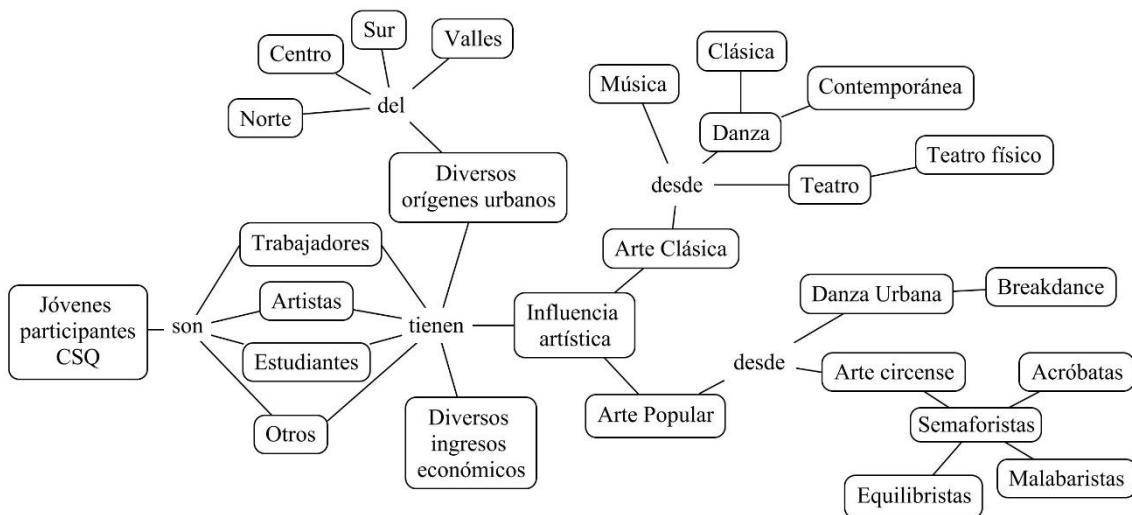 Sur
Valles
Centro
Norte
del
Diversos
orígenes urbanos
Clásica
Música
Contemporánea
Danza
Teatro físico
desde
Teatro
Arte Clásica
Trabajadores
Jóvenes
participantes
CSQ
son
Artistas
Estudiantes
Otros
tienen
Influencia
artística
Diversos
ingresos
económicos
Arte Popular
desde
Danza Urbana
Breakdance
Arte circense
Acróbatas
Semaforistas
Equilibristas
Malabaristas